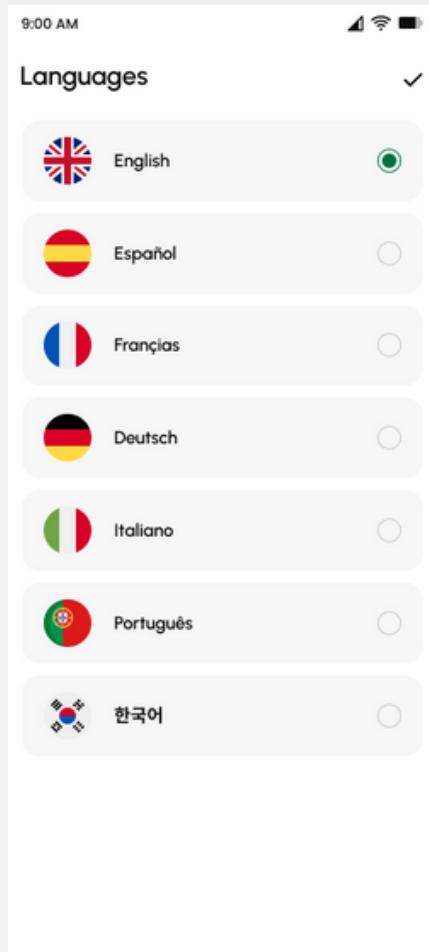 9:00 AM
Languages
English
Español
Françias
Deutsch
Italiano
Português
한국어